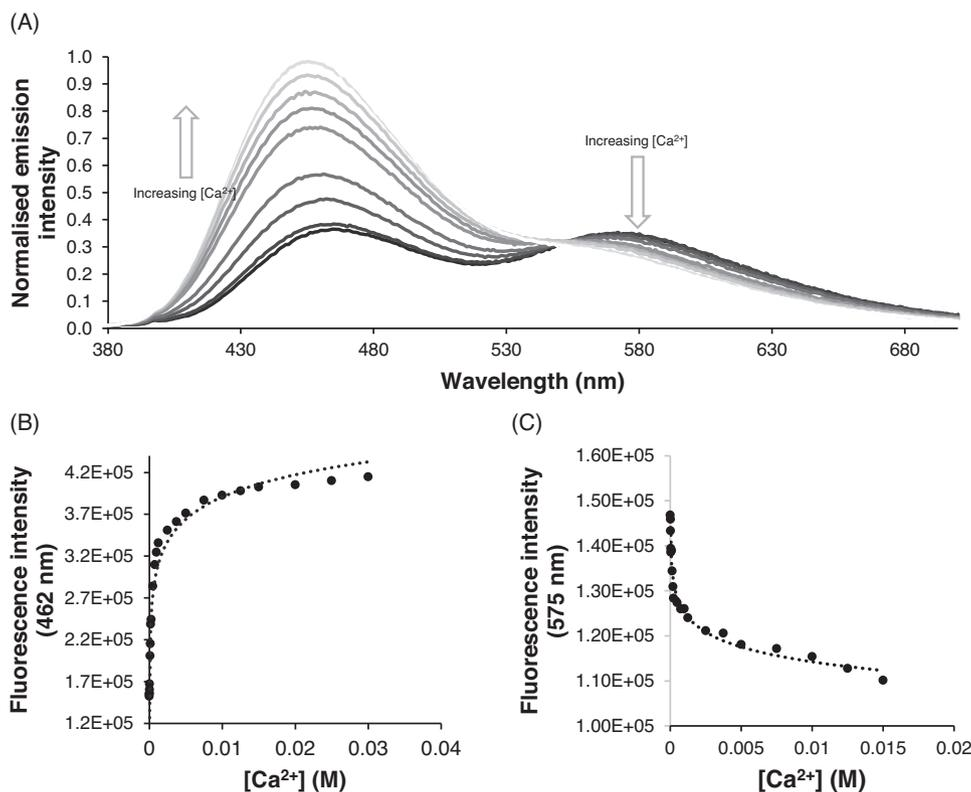 (A)
Normalised emission
intensity
1.0
0.9
0.8
0.7
0.6
0.5
0.4
0.3
0.2
0.1
0.0
Increasing [Ca²⁺]
Increasing [Ca²⁺]
380 430 480 530 580 630 680
Wavelength (nm)
(B)
Fluorescence intensity
(462 nm)
4.2E+05
3.7E+05
3.2E+05
2.7E+05
2.2E+05
1.7E+05
1.2E+05
0 0.01 0.02 0.03 0.04
[Ca²⁺] (M)
(C)
Fluorescence intensity
(575 nm)
1.60E+05
1.50E+05
1.40E+05
1.30E+05
1.20E+05
1.10E+05
1.00E+05
0 0.005 0.01 0.015 0.02
[Ca²⁺] (M)